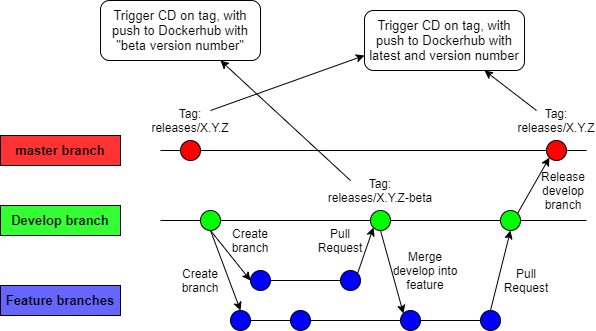 Trigger CD on tag, with
push to Dockerhub with
"beta version number"
Trigger CD on tag, with
push to Dockerhub with
latest and version number
Tag:
releases/X.Y.Z
Tag:
releases/X.Y.Z
master branch
Release
develop
branch
Tag:
releases/X.Y.Z-beta
Develop branch
Create
branch
Pull
Request
Create
branch
Merge
develop into
feature
Pull
Request
Feature branches